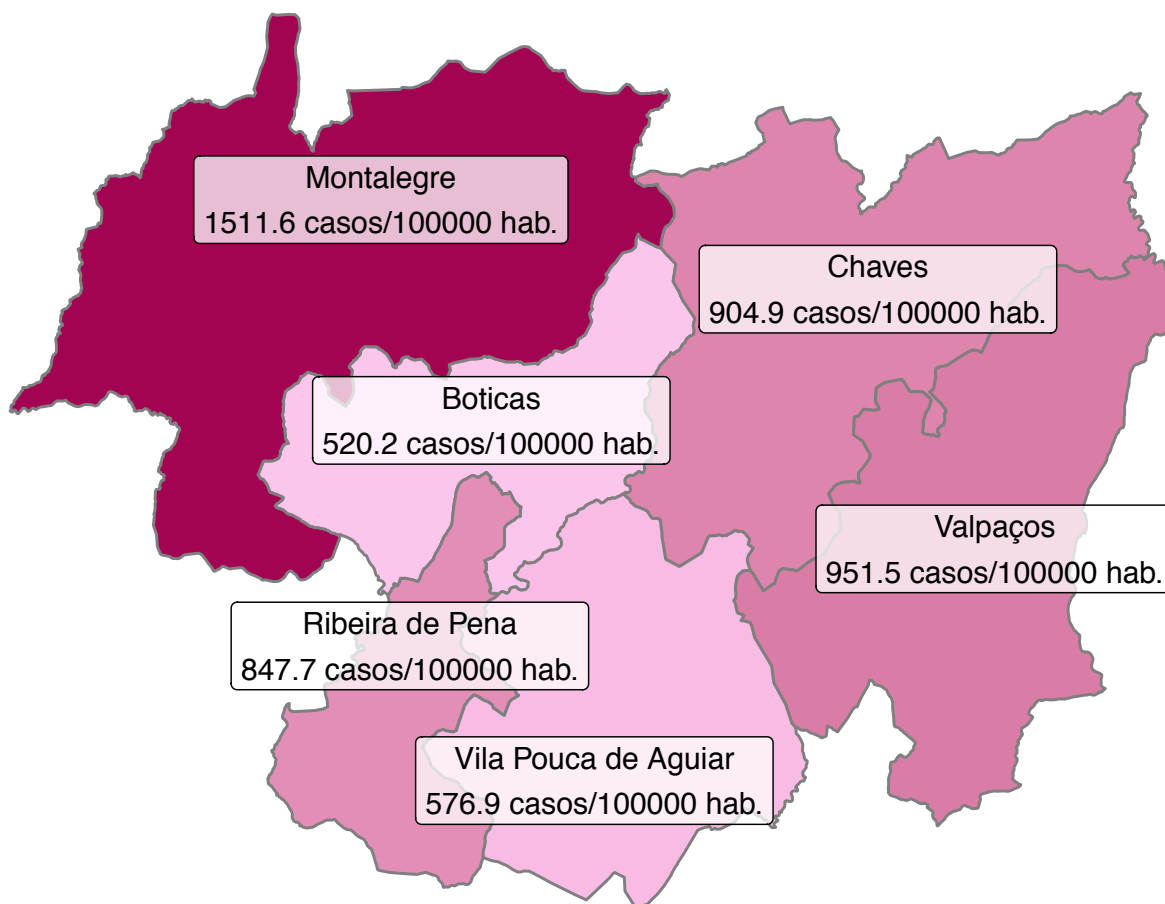 Montalegre
1511.6 casos/100000 hab.
Chaves
904.9 casos/100000 hab.
Boticas
520.2 casos/100000 hab.
Valpaços
951.5 casos/100000 hab.
Ribeira de Pena
847.7 casos/100000 hab.
Vila Pouca de Aguiar
576.9 casos/100000 hab.